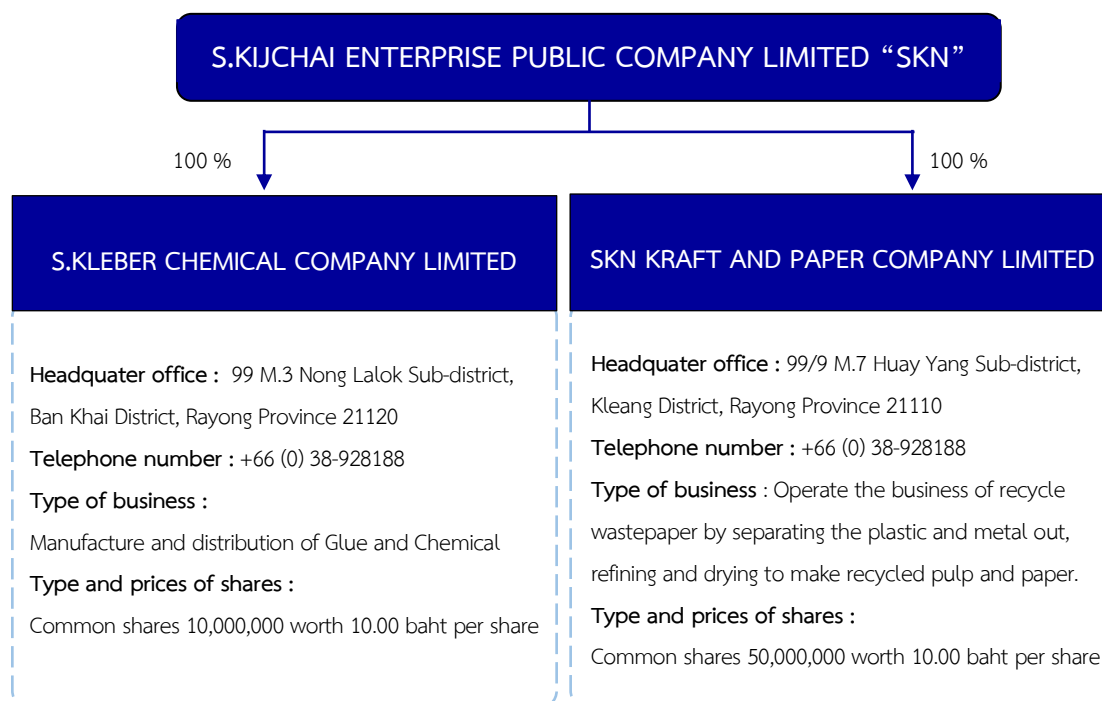 S.KIJCHAI ENTERPRISE PUBLIC COMPANY LIMITED “SKN”
100 %
100 %
S.KLEBER CHEMICAL COMPANY LIMITED
Headquater office : 99 M.3 Nong Lalok Sub-district,
Ban Khai District, Rayong Province 21120
Telephone number : +66 (0) 38-928188
Type of business :
Manufacture and distribution of Glue and Chemical
Type and prices of shares :
Common shares 10,000,000 worth 10.00 baht per share
SKN KRAFT AND PAPER COMPANY LIMITED
Headquater office : 99/9 M.7 Huay Yang Sub-district,
Kleang District, Rayong Province 21110
Telephone number : +66 (0) 38-928188
Type of business : Operate the business of recycle
wastepaper by separating the plastic and metal out,
refining and drying to make recycled pulp and paper.
Type and prices of shares :
Common shares 50,000,000 worth 10.00 baht per share